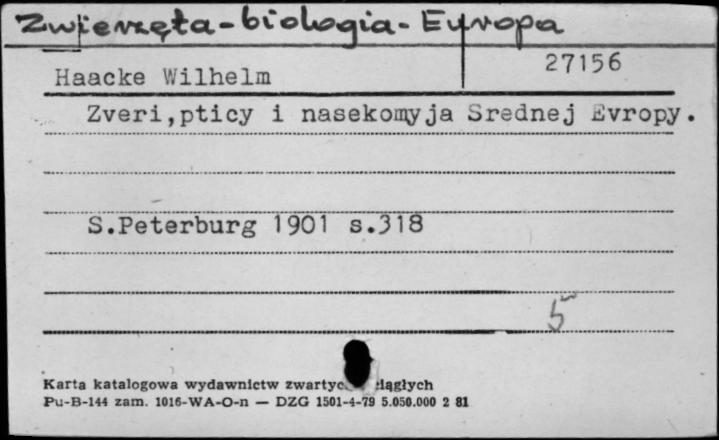 Zwierzęta-biologia-Europa
Haacke Wilhelm 27156
Zveri,pticy i nasekomyja Srednej Evropy.
S.Peterburg 1901 s.318
5
Karta katalogowa wydawnictw ciągłych
Pu-B-144 zam. 1016-WA-O-n — DZG 1501-4-79 5.050.000 2 81